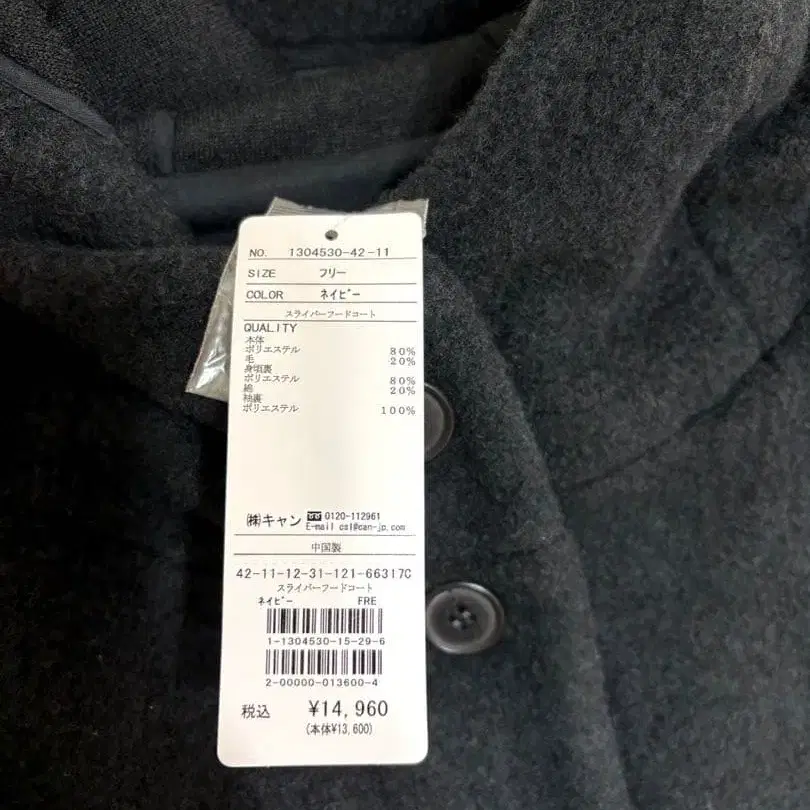 NO. 1304530-42-11
SIZE フリー
COLOR ネイビー
スライバーフードコート
QUALITY
本体
ポリエステル 80%
毛 20%
身頃裏
ポリエステル 80%
綿 20%
袖裏
ポリエステル 100%
㈱キャン 0120-112961
E-mail csl@can-jp.com
中国製
42-11-12-31-121-66317C
スライバーフードコート
ネイビー FRE
1-1304530-15-29-6
2-00000-013600-4
税込 ¥14,960
(本体¥13,600)